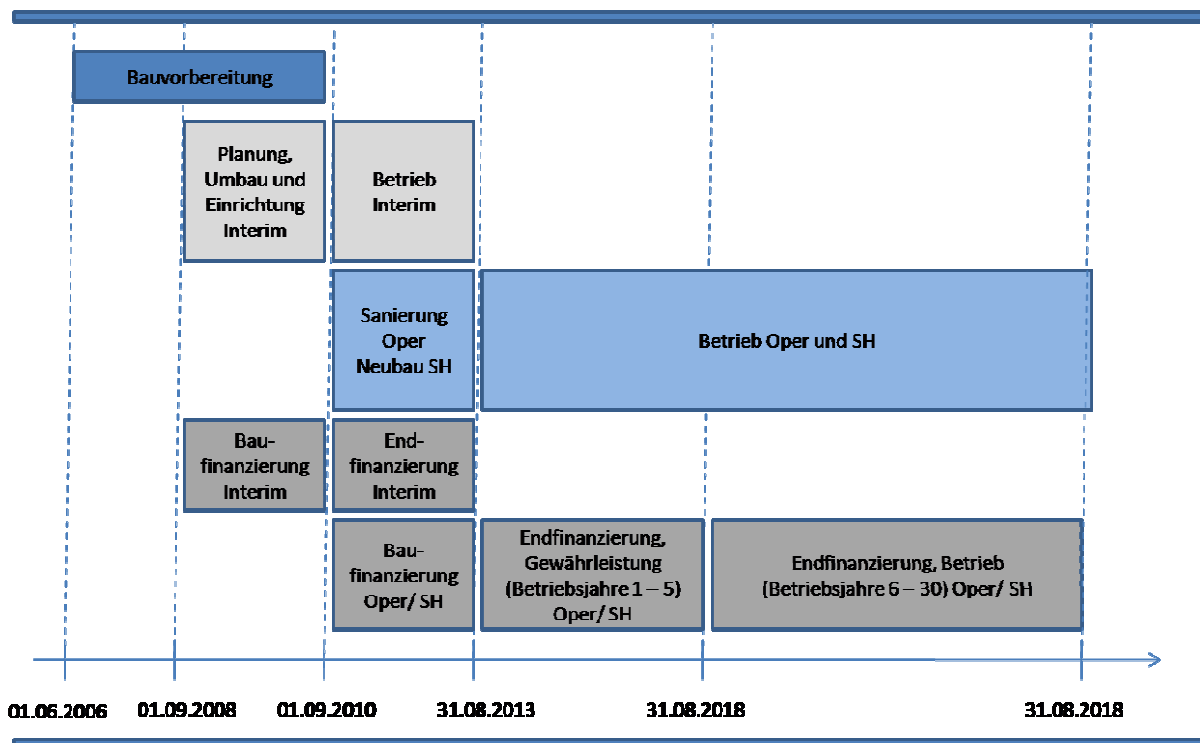 Bauvorbereitung
Planung,
Umbau und
Einrichtung
Interim
Betrieb
Interim
Sanierung
Oper
Neubau SH
Betrieb Oper und SH
Bau-
finanzierung
Interim
End-
finanzierung
Interim
Bau-
finanzierung
Oper/ SH
Endfinanzierung,
Gewährleistung
(Betriebsjahre 1 – 5)
Oper/ SH
Endfinanzierung, Betrieb
(Betriebsjahre 6 – 30) Oper/ SH
01.06.2006 01.09.2008 01.09.2010 31.08.2013 31.08.2018 31.08.2018